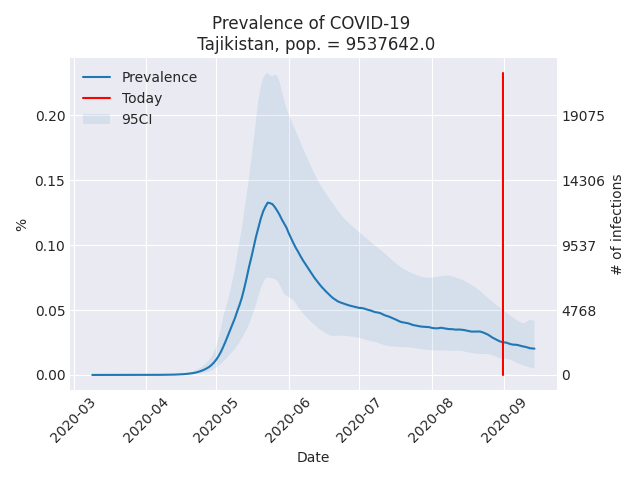 Prevalence of COVID-19
Tajikistan, pop. = 9537642.0
Prevalence
Today
95CI
0.20
0.15
0.10
0.05
0.00
%
19075
14306
9537
4768
0
# of infections
2020-03
2020-04
2020-05
2020-06
2020-07
2020-08
2020-09
Date